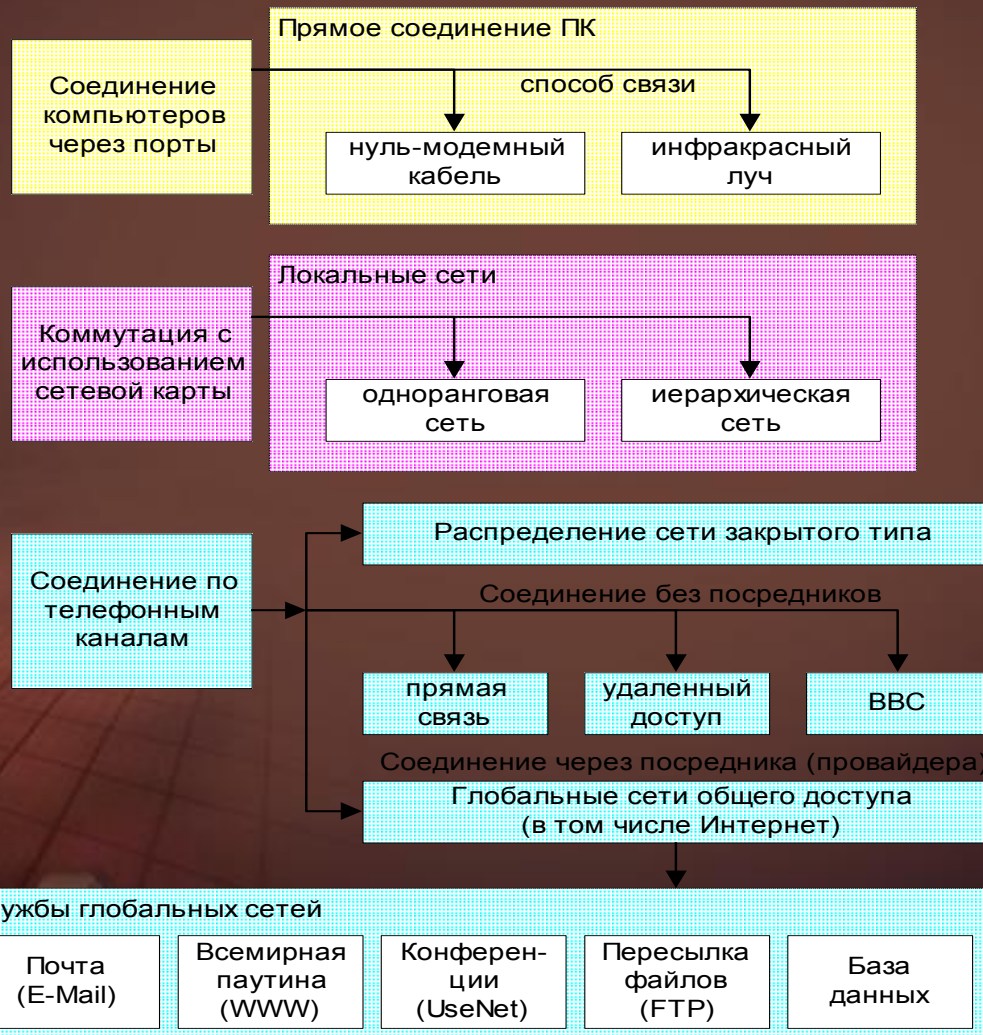 Прямое соединение ПК
Соединение
компьютеров
через порты
способ связи
нуль-модемный
кабель
инфракрасный
луч
Локальные сети
Коммутация с
использованием
сетевой карты
одноранговая
сеть
иерархическая
сеть
Распределение сети закрытого типа
Соединение по
телефонным
каналам
Соединение без посредников
прямая
связь
удаленный
доступ
ВВС
Соединение через посредника (провайдера)
Глобальные сети общего доступа
(в том числе Интернет)
ужбы глобальных сетей
Почта
(E-Mail)
Всемирная
паутина
(WWW)
Конферен-
ции
(UseNet)
Пересылка
файлов
(FTP)
База
данных